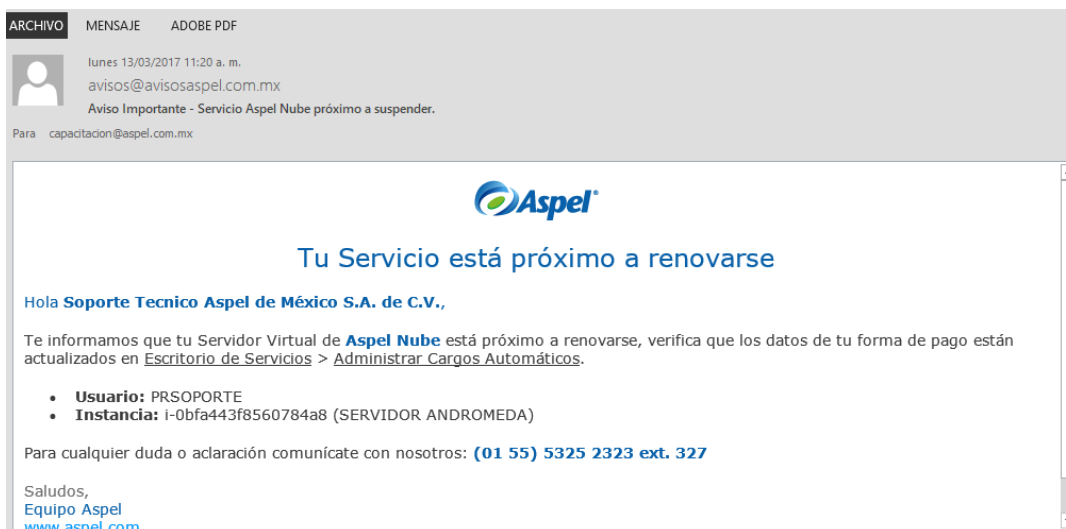 ARCHIVO MENSAJE ADOBE PDF
lunes 13/03/2017 11:20 a. m.
avisos@avisosaspel.com.mx
Aviso Importante - Servicio Aspel Nube próximo a suspender.
Para capacitacion@aspel.com.mx
Aspel®
Tu Servicio está próximo a renovarse
Hola Soporte Tecnico Aspel de México S.A. de C.V.,
Te informamos que tu Servidor Virtual de Aspel Nube está próximo a renovarse, verifica que los datos de tu forma de pago están
actualizados en Escritorio de Servicios > Administrar Cargos Automáticos.
• Usuario: PRSOPORTE
• Instancia: i-0bfa443f8560784a8 (SERVIDOR ANDROMEDA)
Para cualquier duda o aclaración comunícate con nosotros: (01 55) 5325 2323 ext. 327
Saludos,
Equipo Aspel
www.aspel.com